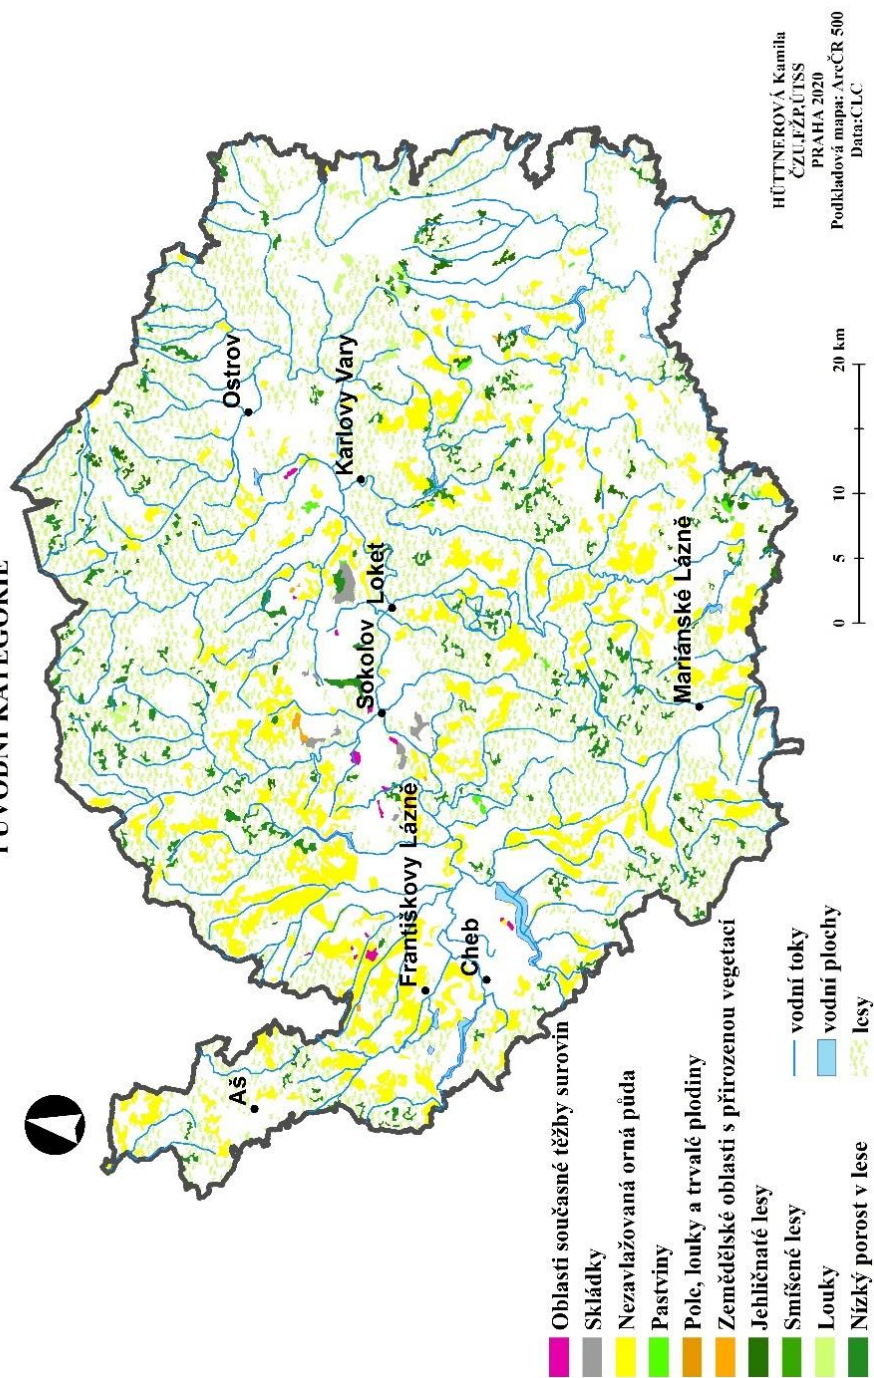 PŮVODNÍ KATEGORIE
Aš
Františkovy Lázně
Cheb
Sokolov
Loket
Karlovy Vary
Ostrov
Mariánské Lázně
Oblasti současné těžby surovin
Skládky
Nezavlažovaná orná půda
Pastviny
Pole, louky a trvalé plodiny
Zemědělské oblasti s přirozenou vegetací
Jehličnaté lesy
Smíšené lesy
Louky
Nízký porost v lese
vodní toky
vodní plochy
lesy
0 5 10 20 km
HÜTTNEROVÁ Kamila
ČZU,FŽP,ÚTSS
PRAHA 2020
Podkladová mapa: ArcČR 500
Data:CLC